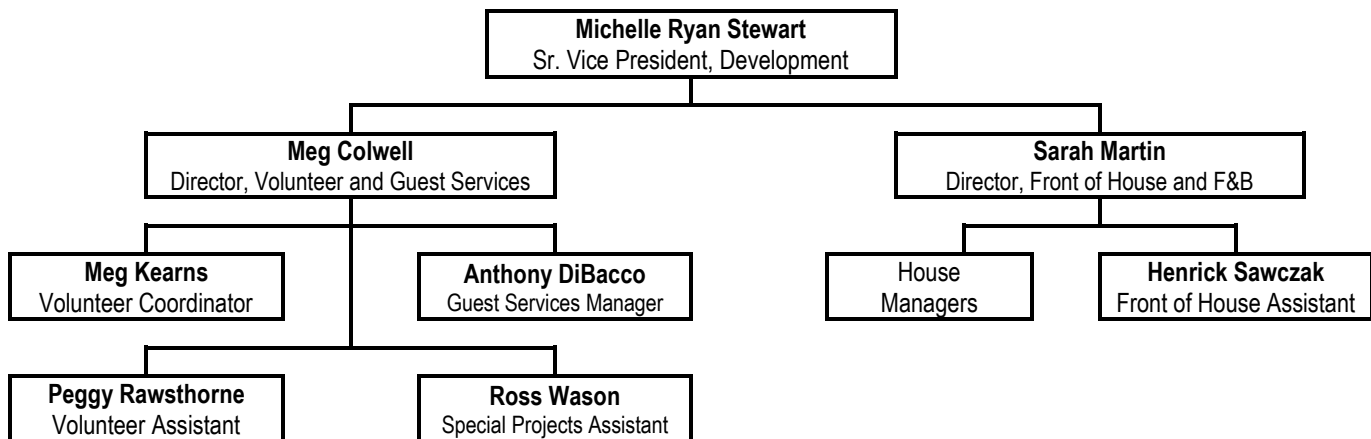 Michelle Ryan Stewart
Sr. Vice President, Development
Meg Colwell
Director, Volunteer and Guest Services
Sarah Martin
Director, Front of House and F&B
Meg Kearns
Volunteer Coordinator
Anthony DiBacco
Guest Services Manager
House
Managers
Henrick Sawczak
Front of House Assistant
Peggy Rawsthorne
Volunteer Assistant
Ross Wason
Special Projects Assistant